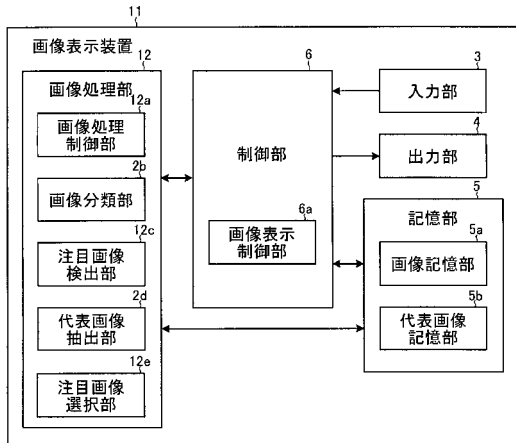 11
画像表示装置
12
画像処理部
12a
画像処理
制御部
2b
画像分類部
12c
注目画像
検出部
2d
代表画像
抽出部
12e
注目画像
選択部
6
制御部
6a
画像表示
制御部
3
入力部
4
出力部
5
記憶部
5a
画像記憶部
5b
代表画像
記憶部